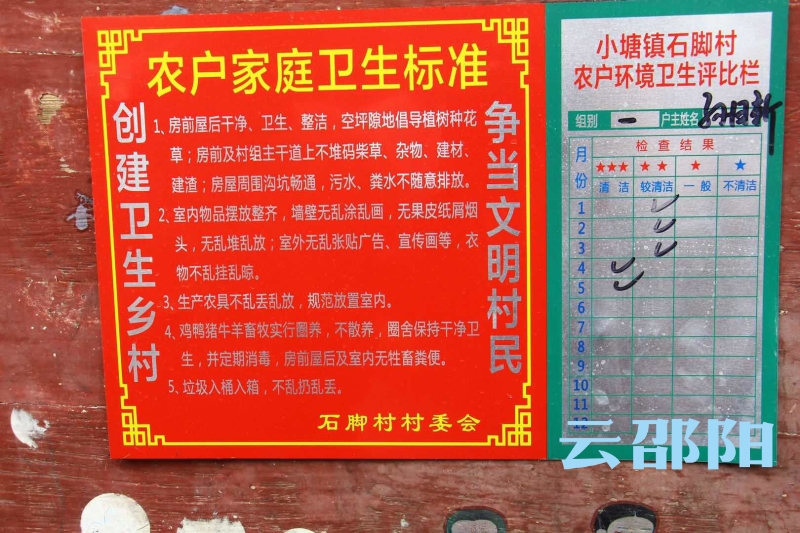 农户家庭卫生标准
创建卫生乡村
1、房前屋后干净、卫生、整洁，空坪隙地倡导植树种花
草；房前及村组主干道上不堆码柴草、杂物、建材、
建渣；房屋周围沟坑畅通，污水、粪水不随意排放。
2、室内物品摆放整齐，墙壁无乱涂乱画，无果皮纸屑烟
头，无乱堆乱放；室外无乱张贴广告、宣传画等，衣
物不乱挂乱晾。
3、生产农具不乱丢乱放，规范放置室内。
4、鸡鸭猪牛羊畜牧实行圈养，不散养，圈舍保持干净卫
生，并定期消毒，房前屋后及室内无牲畜粪便。
5、垃圾入桶入箱，不乱扔乱丢。
争当文明村民
石脚村村委会
小塘镇石脚村
农户环境卫生评比栏
组别 一 户主姓名
月份 检查结果
★★★ ★★ ★ ★
清洁 较清洁 一般 不清洁
1 ✓
2 ✓
3 ✓
4 ✓
5 ✓
6
7
8
9
10
11
12
云邵阳